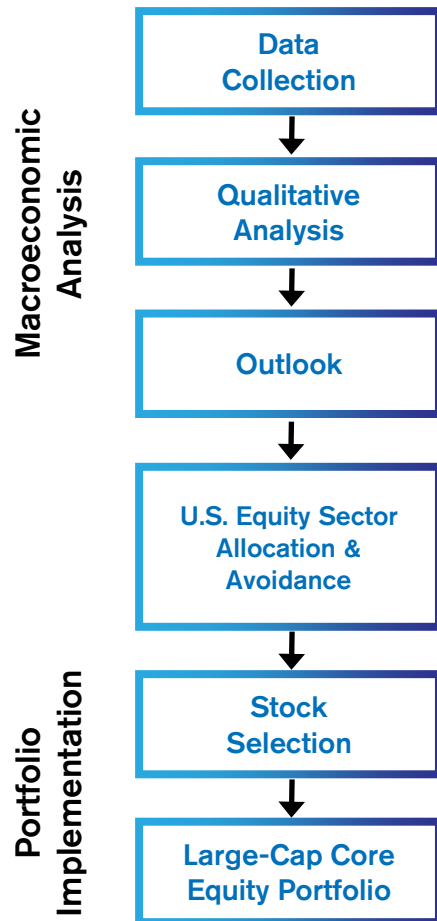 Macroeconomic
Analysis
Data
Collection
Qualitative
Analysis
Outlook
U.S. Equity Sector
Allocation &
Avoidance
Portfolio
Implementation
Stock
Selection
Large-Cap Core
Equity Portfolio